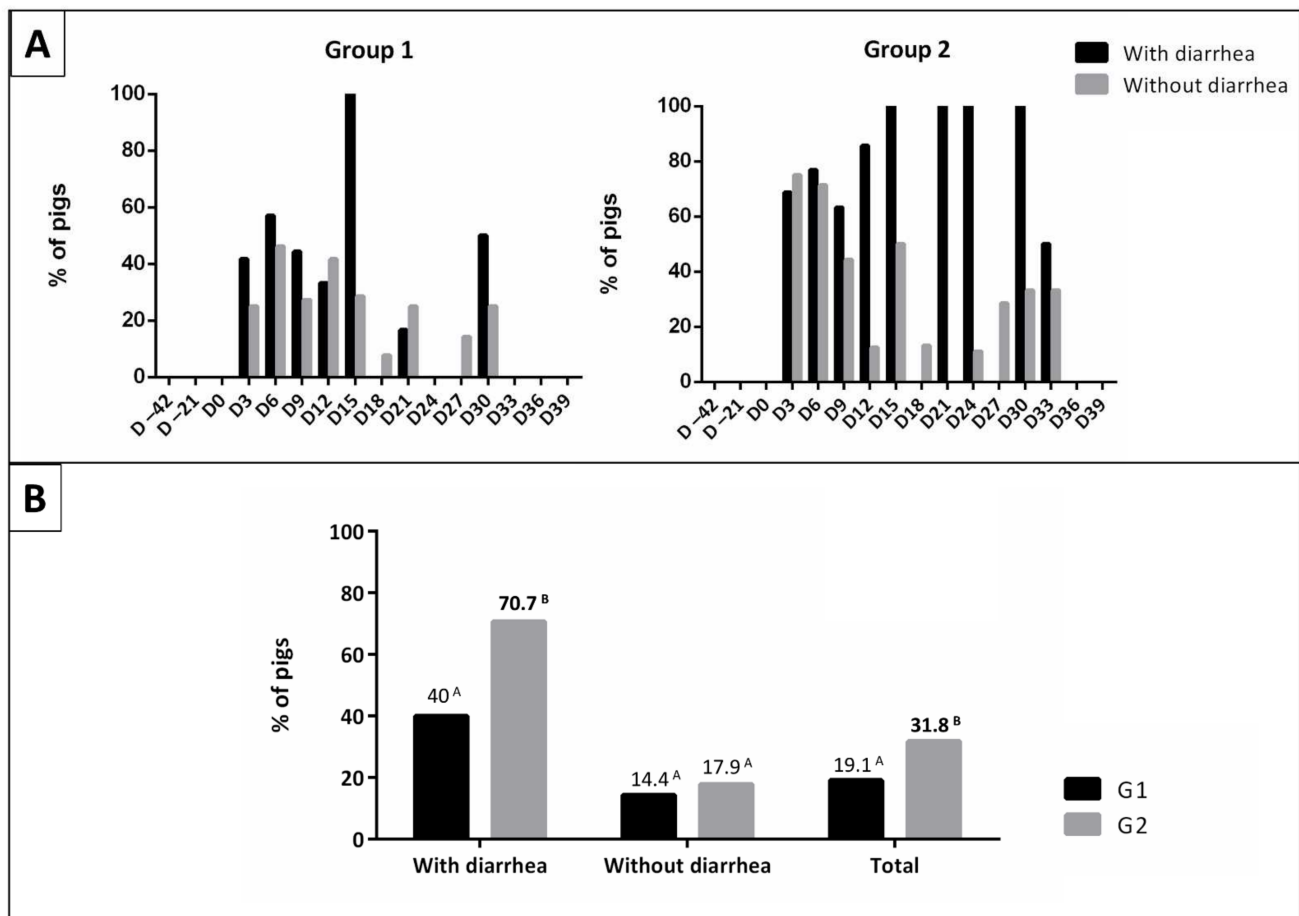 A
Group 1
Group 2
With diarrhea
Without diarrhea
% of pigs
100
80
60
40
20
0
D −42
D−21
D0
D3
D6
D9
D12
D15
D18
D21
D24
D27
D30
D33
D36
D39
% of pigs
100
80
60
40
20
0
D −42
D−21
D0
D3
D6
D9
D12
D15
D18
D21
D24
D27
D30
D33
D36
D39
B
% of pigs
100
80
60
40
20
0
40 A
70.7 B
14.4 A
17.9 A
19.1 A
31.8 B
With diarrhea
Without diarrhea
Total
G1
G2